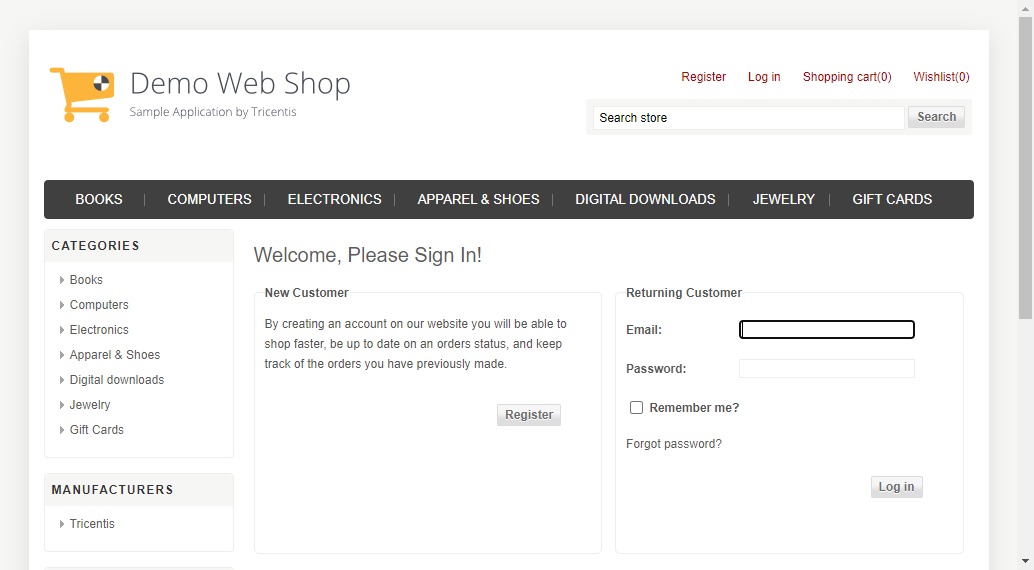 Demo Web Shop
Sample Application by Tricentis
Register Log in Shopping cart(0) Wishlist(0)
Search store Search
BOOKS COMPUTERS ELECTRONICS APPAREL & SHOES DIGITAL DOWNLOADS JEWELRY GIFT CARDS
CATEGORIES
Books
Computers
Electronics
Apparel & Shoes
Digital downloads
Jewelry
Gift Cards
MANUFACTURERS
Tricentis
Welcome, Please Sign In!
New Customer
By creating an account on our website you will be able to
shop faster, be up to date on an orders status, and keep
track of the orders you have previously made.
Register
Returning Customer
Email:
Password:
Remember me?
Forgot password?
Log in